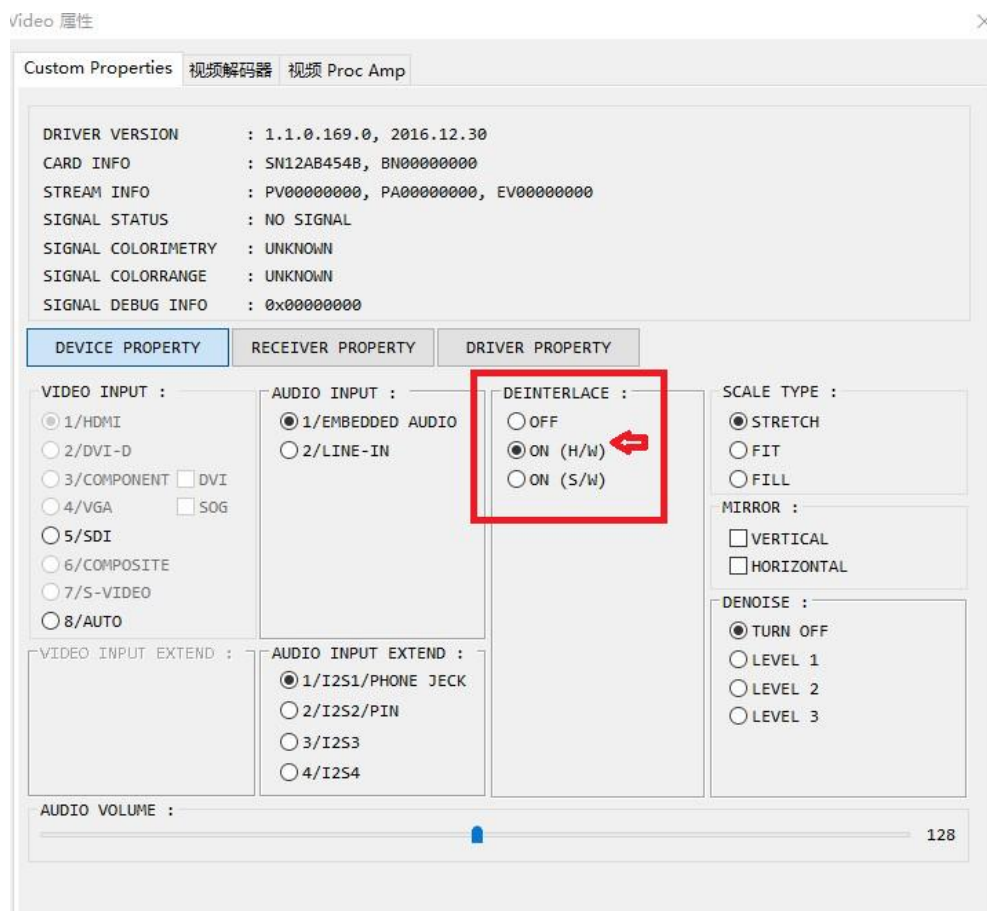 Video 属性
Custom Properties 视频解码器 视频 Proc Amp
DRIVER VERSION : 1.1.0.169.0, 2016.12.30
CARD INFO : SN12AB454B, BN00000000
STREAM INFO : PV00000000, PA00000000, EV00000000
SIGNAL STATUS : NO SIGNAL
SIGNAL COLORIMETRY : UNKNOWN
SIGNAL COLORRANGE : UNKNOWN
SIGNAL DEBUG INFO : 0x00000000
DEVICE PROPERTY RECEIVER PROPERTY DRIVER PROPERTY
VIDEO INPUT :
1/HDMI
2/DVI-D
3/COMPONENT DVI
4/VGA SOG
5/SDI
6/COMPOSITE
7/S-VIDEO
8/AUTO
VIDEO INPUT EXTEND :
AUDIO INPUT :
1/EMBEDDED AUDIO
2/LINE-IN
AUDIO INPUT EXTEND :
1/I2S1/PHONE JECK
2/I2S2/PIN
3/I2S3
4/I2S4
DEINTERLACE :
OFF
ON (H/W)
ON (S/W)
SCALE TYPE :
STRETCH
FIT
FILL
MIRROR :
VERTICAL
HORIZONTAL
DENOISE :
TURN OFF
LEVEL 1
LEVEL 2
LEVEL 3
AUDIO VOLUME :
128